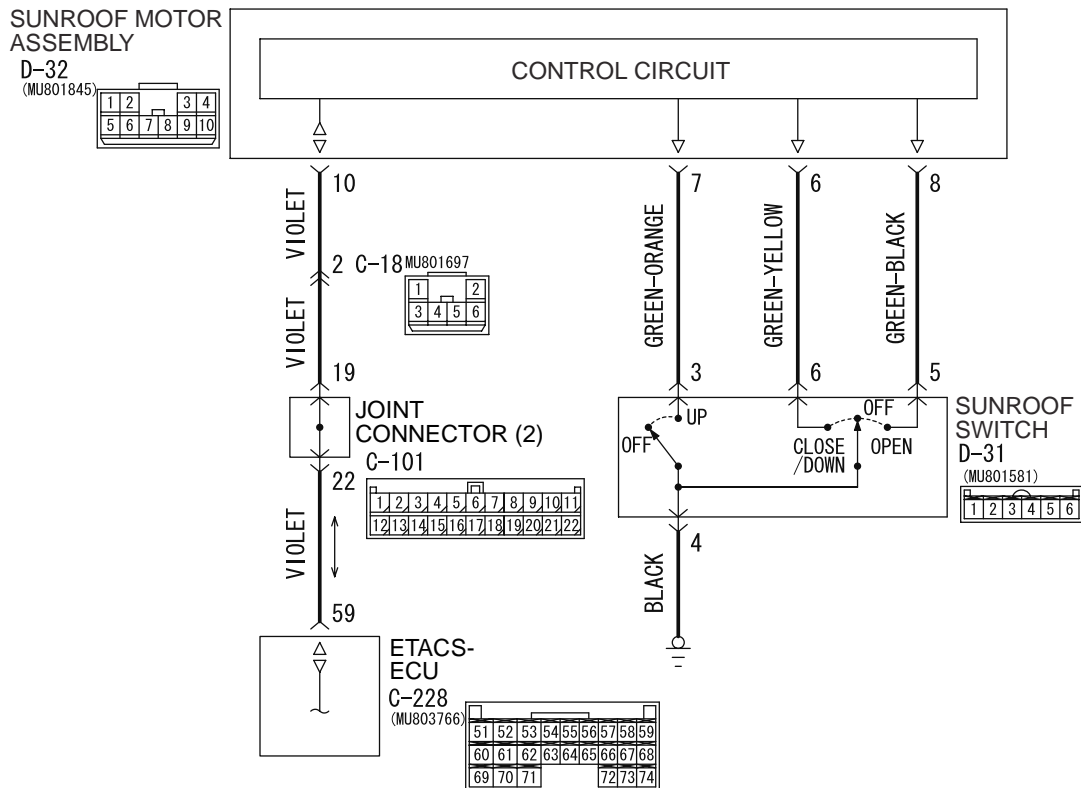 SUNROOF MOTOR
ASSEMBLY
D-32
(MU801845)
1 2 3 4
5 6 7 8 9 10
CONTROL CIRCUIT
10
7
6
8
VIOLET
GREEN-ORANGE
GREEN-YELLOW
GREEN-BLACK
2 C-18 MU801697
1 2
3 4 5 6
VIOLET
19
3
6
5
JOINT
CONNECTOR (2)
C-101
1 2 3 4 5 6 7 8 9 10 11
12 13 14 15 16 17 18 19 20 21 22
22
VIOLET
UP
OFF
OFF
CLOSE
/DOWN
OPEN
SUNROOF
SWITCH
D-31
(MU801581)
1 2 3 4 5 6
4
BLACK
59
ETACS-
ECU
C-228
(MU803766)
51 52 53 54 55 56 57 58 59
60 61 62 63 64 65 66 67 68
69 70 71 72 73 74